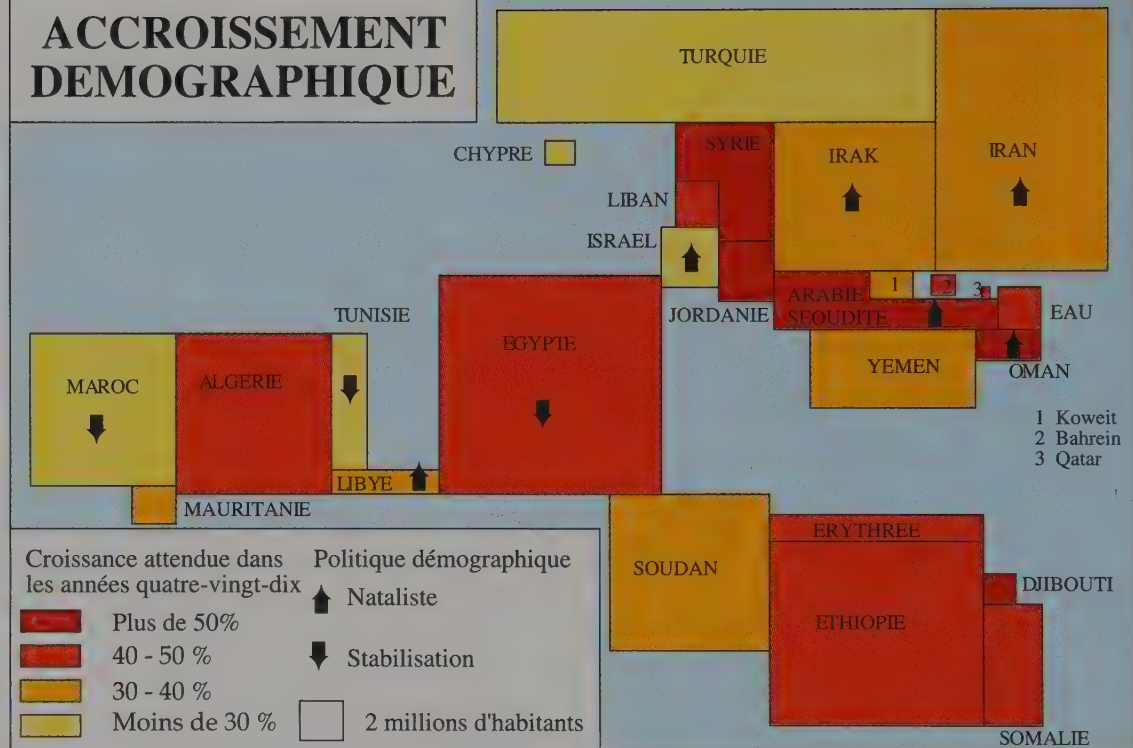 ACCROISSEMENT
DEMOGRAPHIQUE
TURQUIE
CHYPRE
SYRIE
IRAK
IRAN
LIBAN
ISRAEL
JORDANIE
ARABIE
SEOUDITE
1
2
3
EAU
TUNISIE
EGYPTE
YEMEN
OMAN
MAROC
ALGERIE
LIBYE
MAURITANIE
1 Koweit
2 Bahrein
3 Qatar
SOUDAN
ERYTHREE
ETHIOPIE
DJIBOUTI
SOMALIE
Croissance attendue dans
les années quatre-vingt-dix
Plus de 50%
40 - 50 %
30 - 40 %
Moins de 30 %
Politique démographique
Nataliste
Stabilisation
2 millions d'habitants